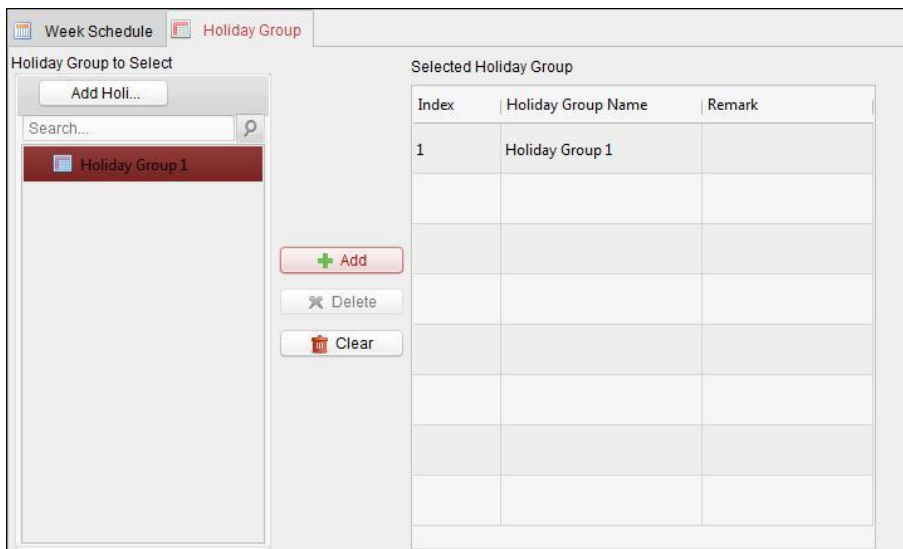 Week Schedule
Holiday Group
Holiday Group to Select
Add Holi...
Search...
Holiday Group 1
Add
Delete
Clear
Selected Holiday Group
Index Holiday Group Name Remark
1 Holiday Group 1